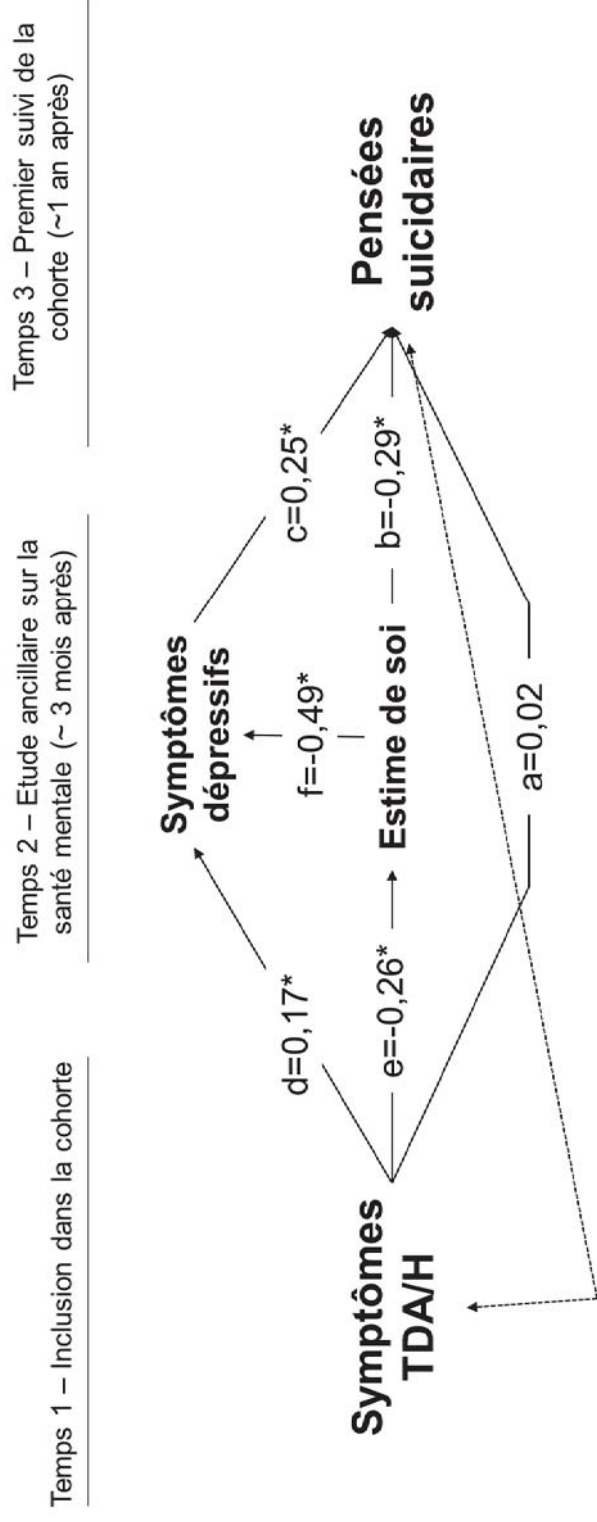 Temps 1 – Inclusion dans la cohorte
Temps 2 – Etude ancillaire sur la
santé mentale (~ 3 mois après)
Temps 3 – Premier suivi de la
cohorte (~1 an après)
Symptômes
dépressifs
d=0,17*
f=-0,49*
c=0,25*
Symptômes
TDA/H
e=-0,26*
Estime de soi
b=-0,29*
Pensées
suicidaires
a=0,02